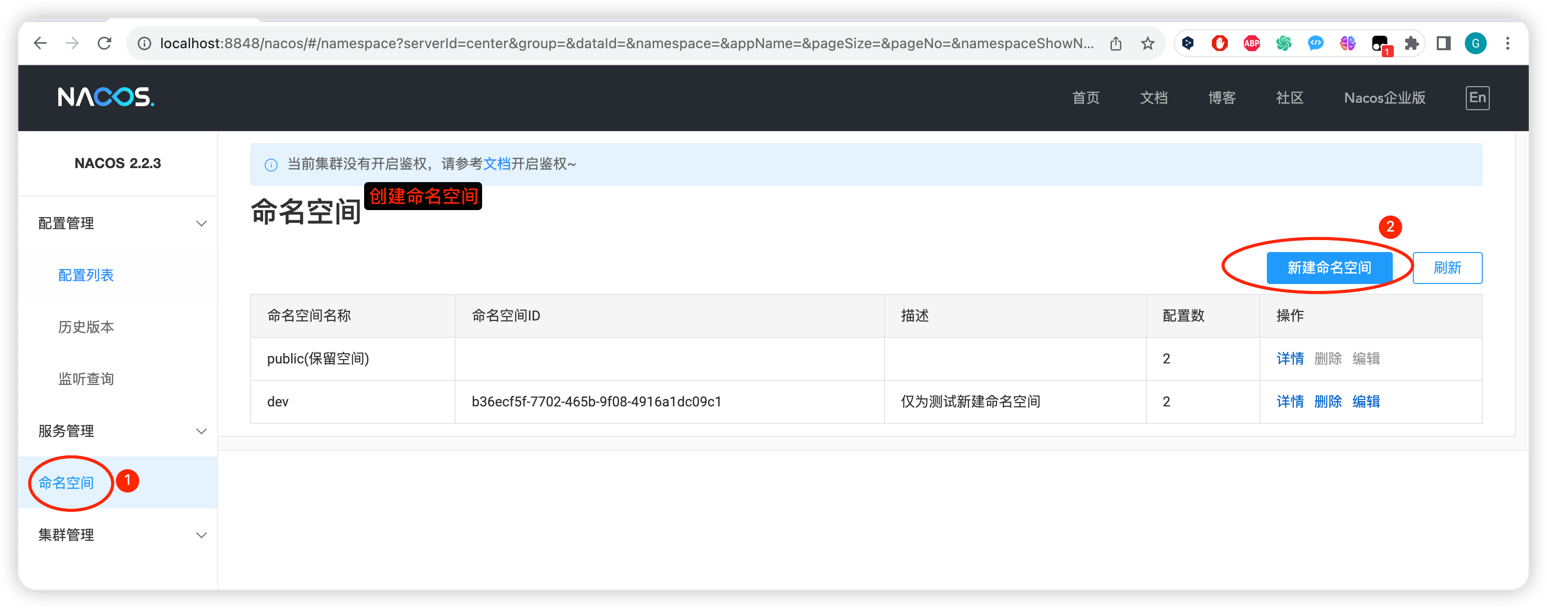 localhost:8848/nacos/#/namespace?serverId=center&group=&dataId=&namespace=&appName=&pageSize=&pageNo=&namespaceShowN...
ABP
1
G
NACOS.
首页 文档 博客 社区 Nacos企业版 En
NACOS 2.2.3
当前集群没有开启鉴权，请参考文档开启鉴权~
创建命名空间
命名空间
配置管理
配置列表
历史版本
监听查询
服务管理
命名空间
1
集群管理
2
新建命名空间 刷新
命名空间名称 命名空间ID 描述 配置数 操作
public(保留空间) 2 详情 删除 编辑
dev b36ecf5f-7702-465b-9f08-4916a1dc09c1 仅为测试新建命名空间 2 详情 删除 编辑